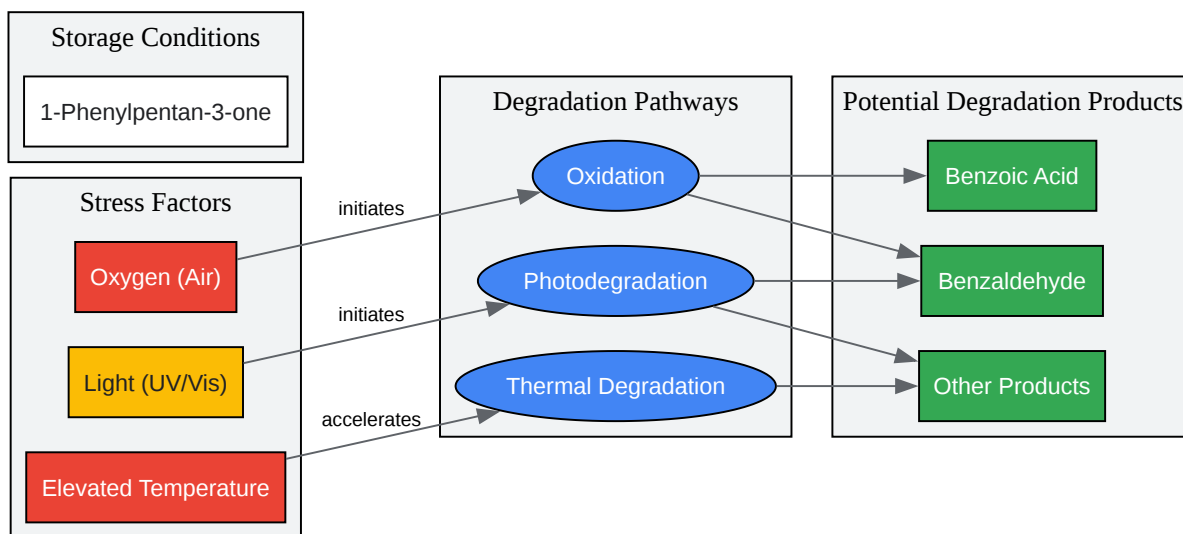 Storage Conditions
1-Phenylpentan-3-one
Stress Factors
Oxygen (Air)
Light (UV/Vis)
Elevated Temperature
initiates
initiates
accelerates
Degradation Pathways
Oxidation
Photodegradation
Thermal Degradation
Potential Degradation Products
Benzoic Acid
Benzaldehyde
Other Products